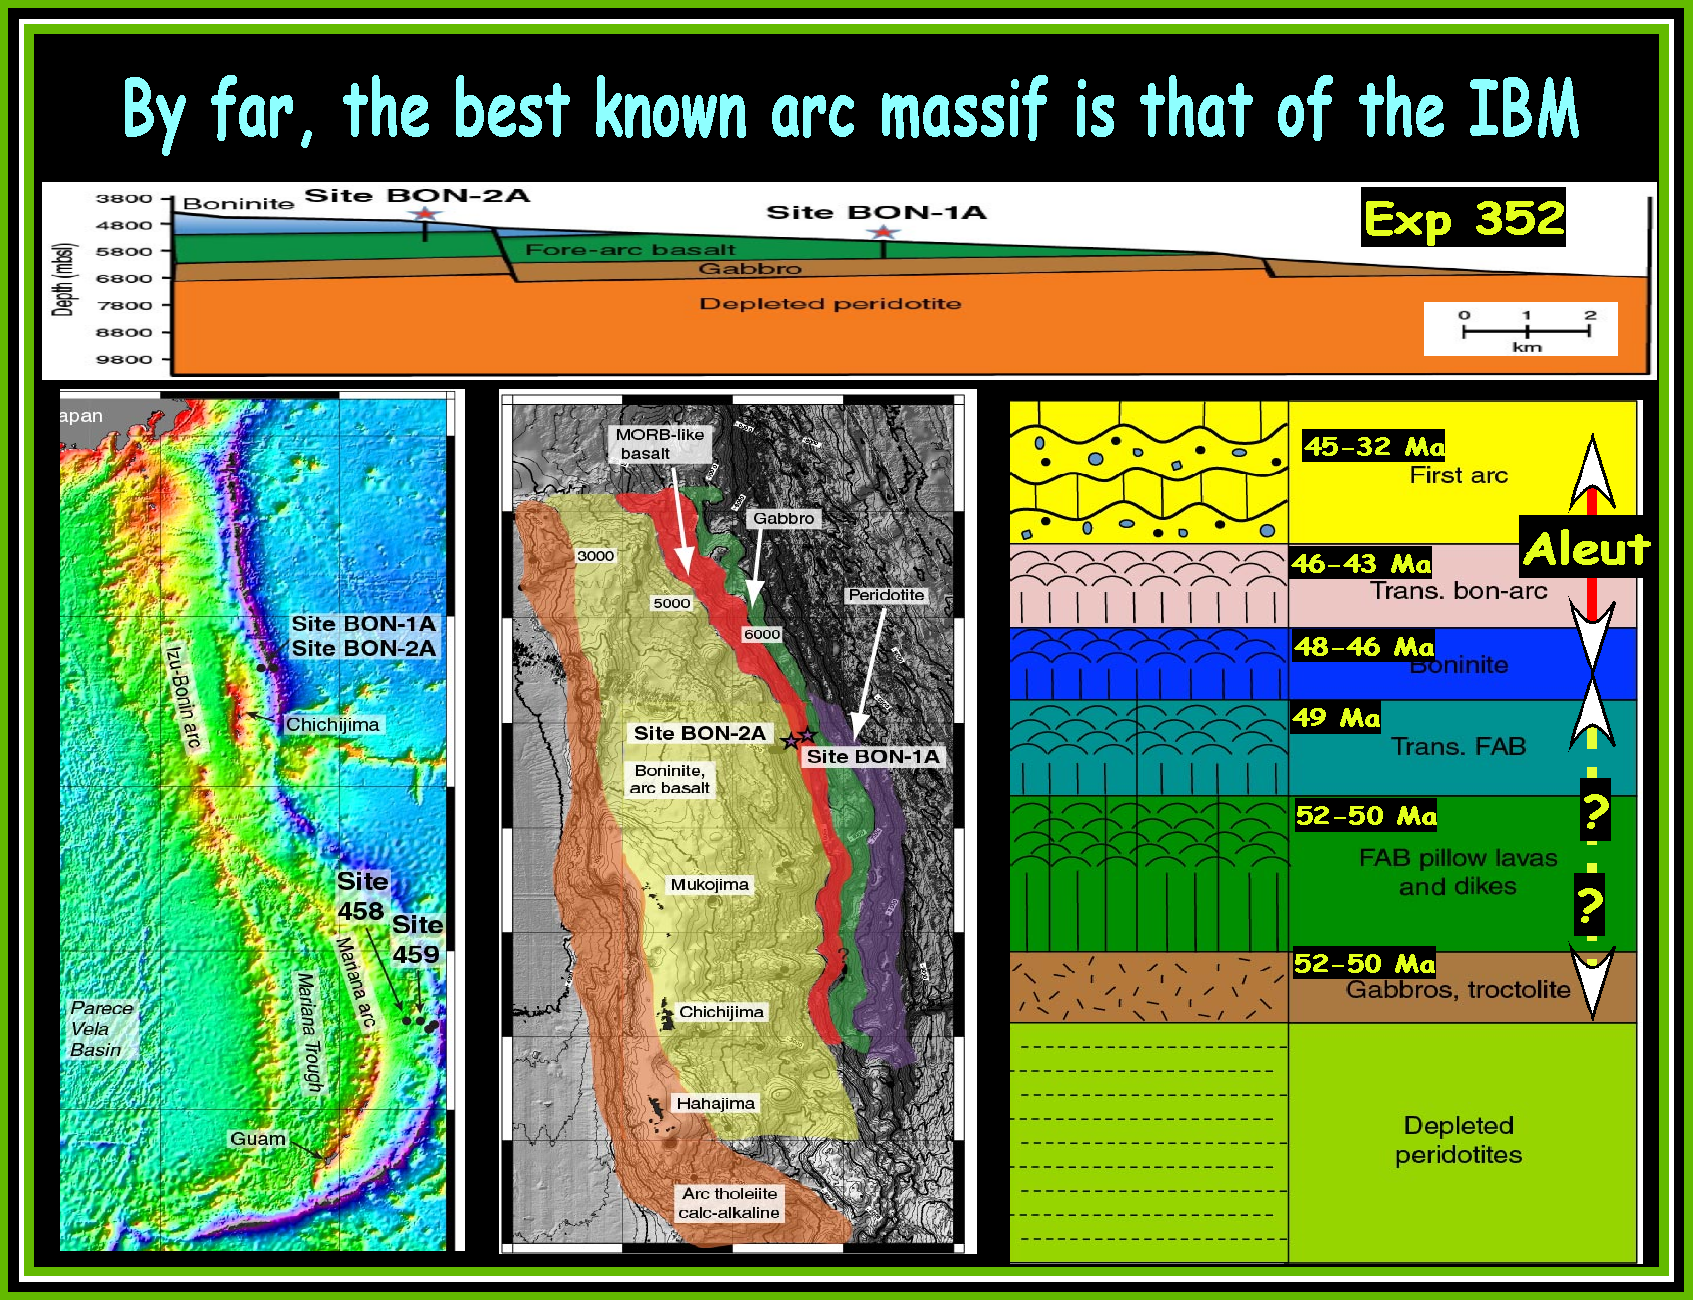 By far, the best known arc massif is that of the IBM
Exp 352
Depth (mbsl)
3800
4800
5800
6800
7800
8800
9800
Boninite
Site BON-2A
Site BON-1A
Fore-arc basalt
Gabbro
Depleted peridotite
0 1 2
km
apan
Site BON-1A
Site BON-2A
Izu-Bonin arc
Chichijima
Site
458
Site
459
Mariana arc
Mariana Trough
Parece
Vela
Basin
Guam
MORB-like
basalt
Gabbro
3000
5000
Peridotite
6000
Site BON-2A
Site BON-1A
Boninite,
arc basalt
Mukojima
?
Chichijima
Hahajima
Arc tholeiite
calc-alkaline
45-32 Ma
First arc
Aleut
46-43 Ma
Trans. bon-arc
48-46 Ma
Boninite
49 Ma
Trans. FAB
?
52-50 Ma
FAB pillow lavas
and dikes
?
52-50 Ma
Gabbros, troctolite
Depleted
peridotites